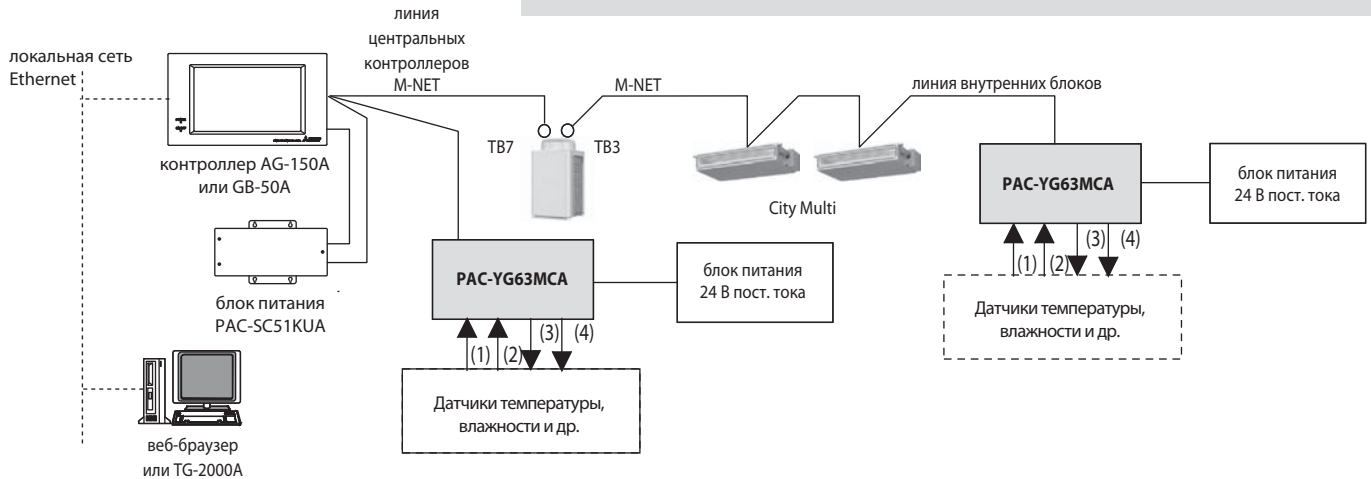 локальная сеть
Ethernet
линия
центральных
контроллеров
M-NET
M-NET
линия внутренних блоков
TB7
TB3
контроллер AG-150A
или GB-50A
City Multi
PAC-YG63MCA
блок питания
24 В пост. тока
(1)
(2)
(3)
(4)
Датчики температуры,
влажности и др.
PAC-YG63MCA
блок питания
24 В пост. тока
(1)
(2)
(3)
(4)
Датчики температуры,
влажности и др.
блок питания
PAC-SC51KUA
веб-браузер
или TG-2000A